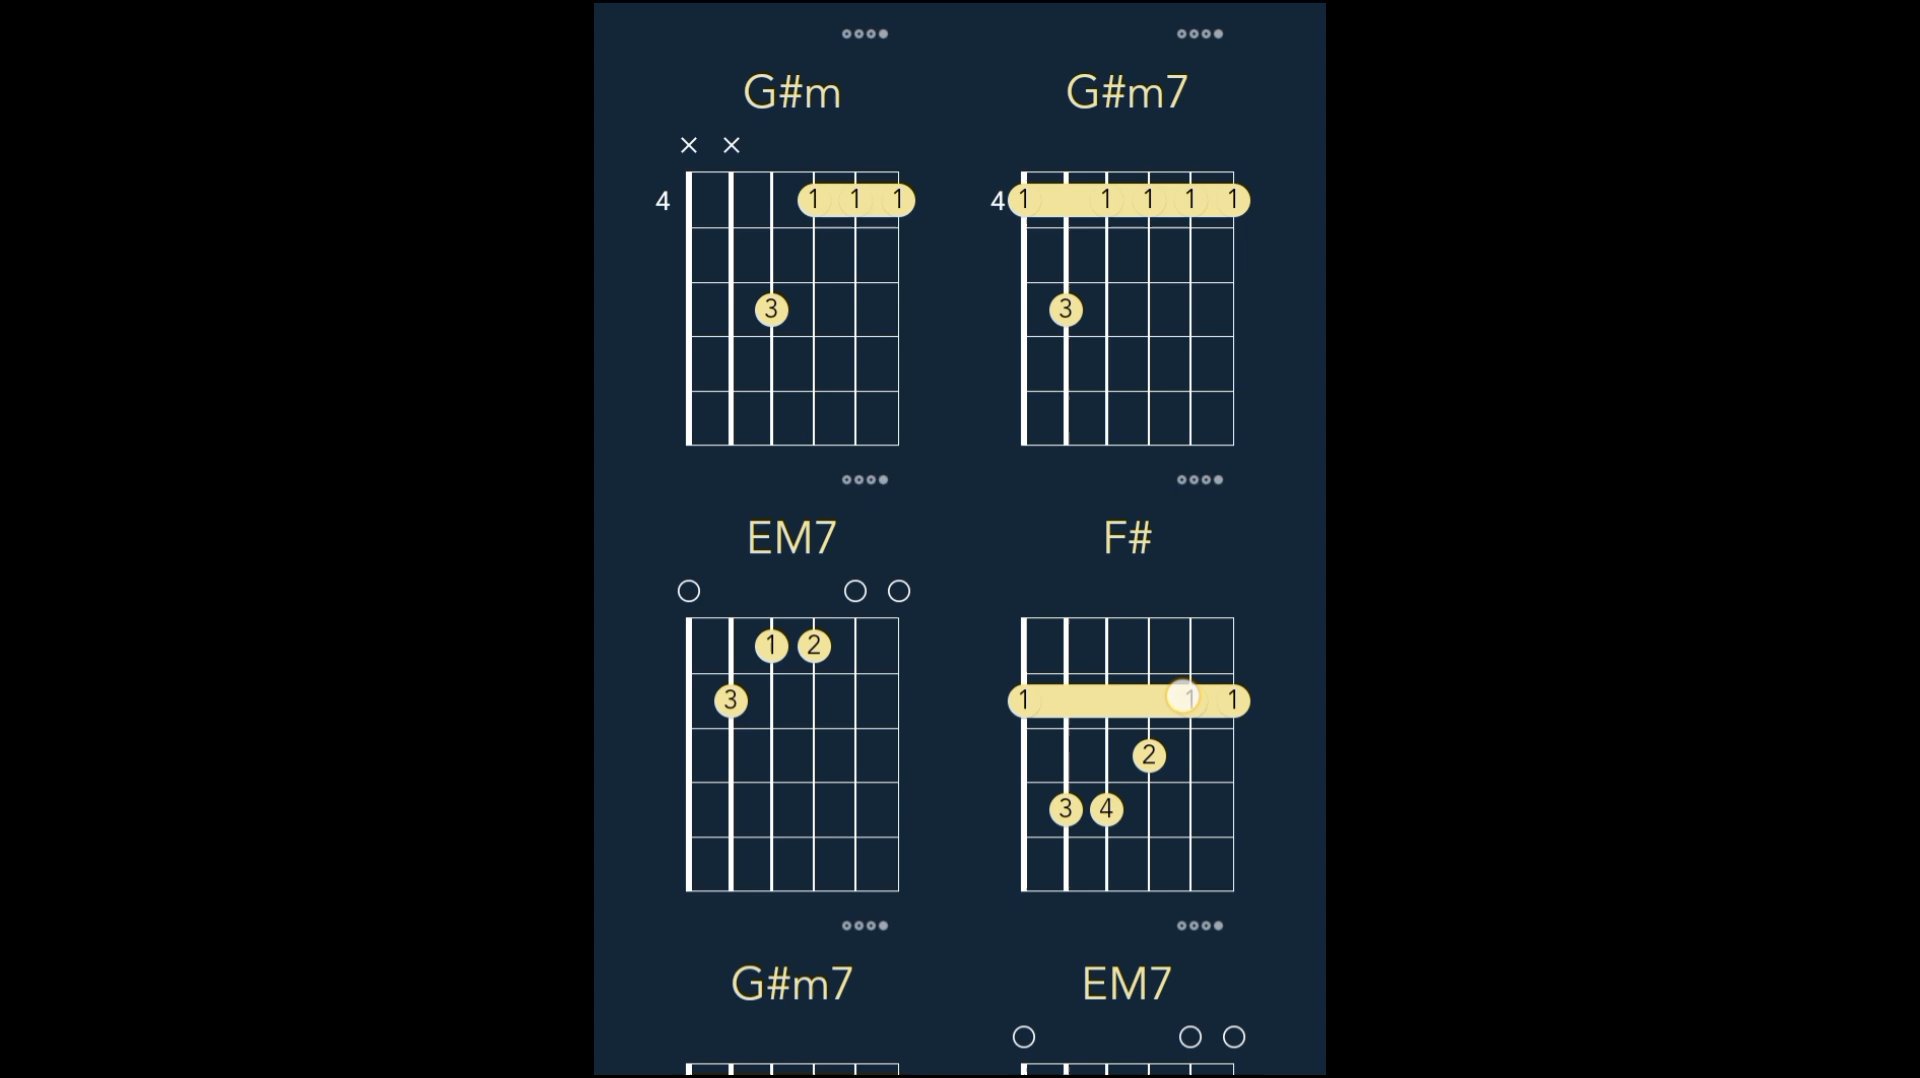 G#m G#m7
× ×
4 1 1 1 4 1 1 1 1 1
3 3
EM7 F#
1 2
3 1 1 1
2
3 4
G#m7 EM7